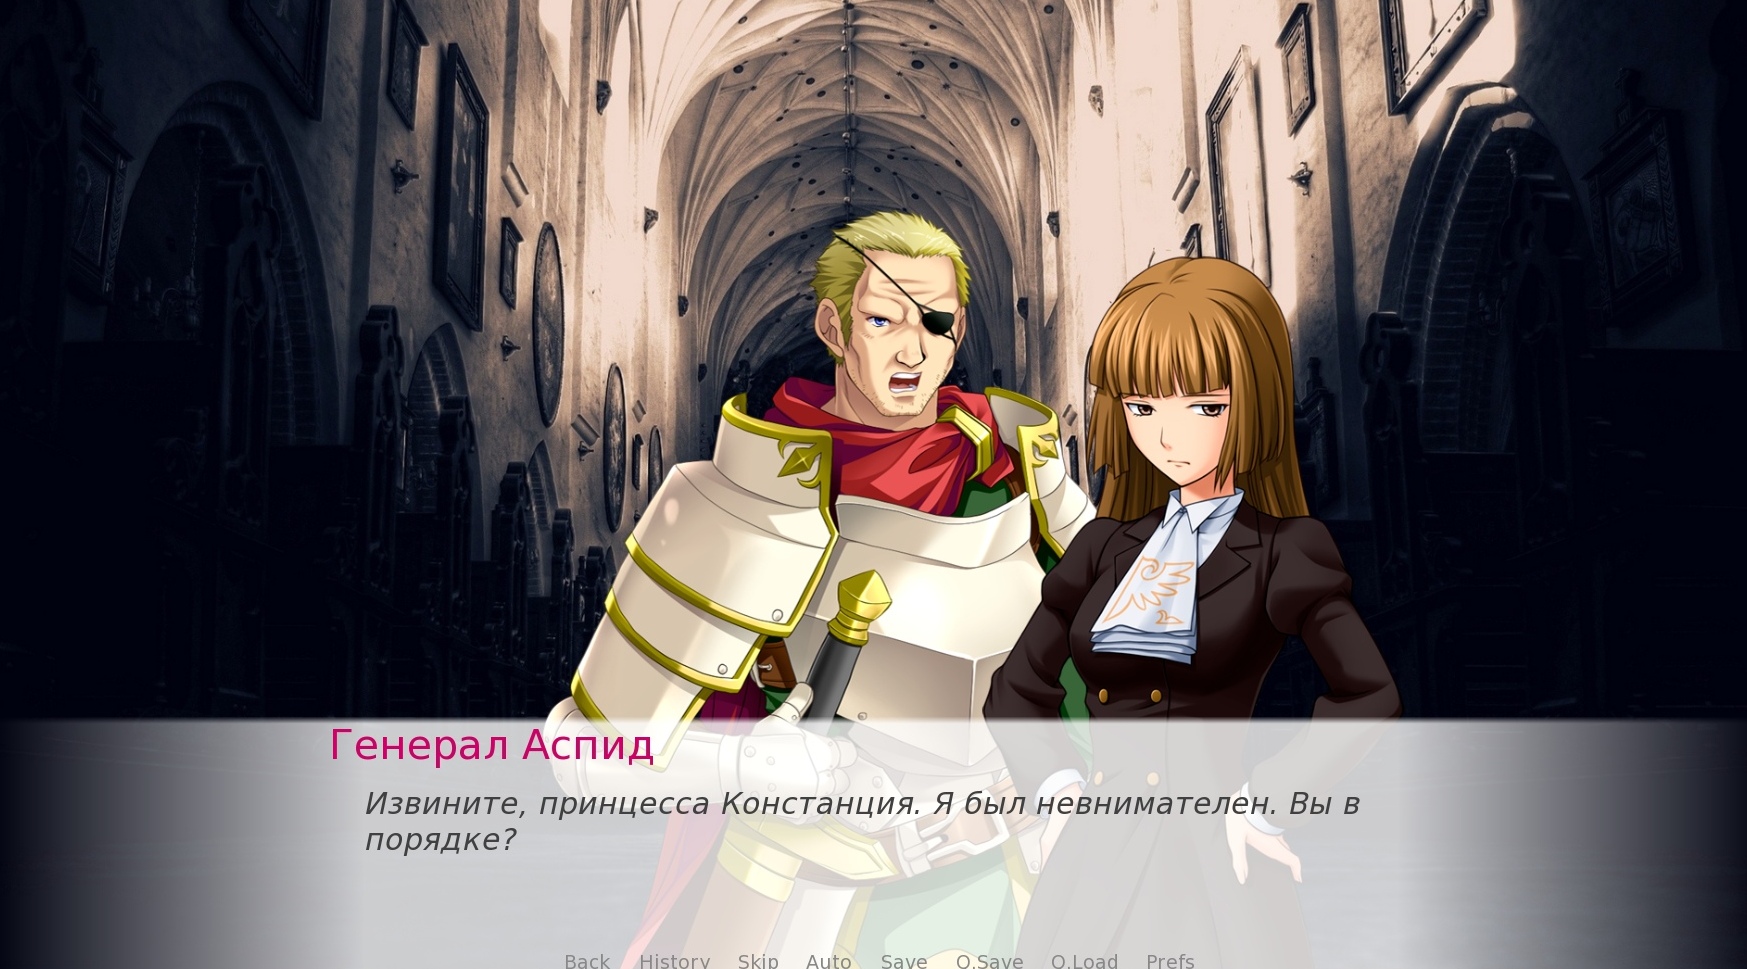 Генерал Аспид
Извините, принцесса Констанция. Я был невнимателен. Вы в
порядке?
Back History Skip Auto Save Q.Save Q.Load Prefs